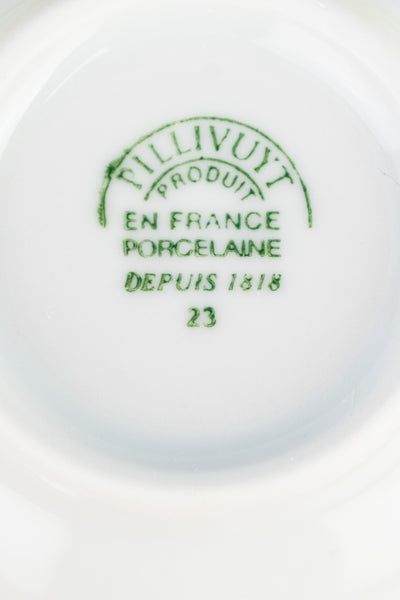 PILLIVUYT
PRODUIT
EN FRANCE
PORCELAINE
DEPUIS 1818
23